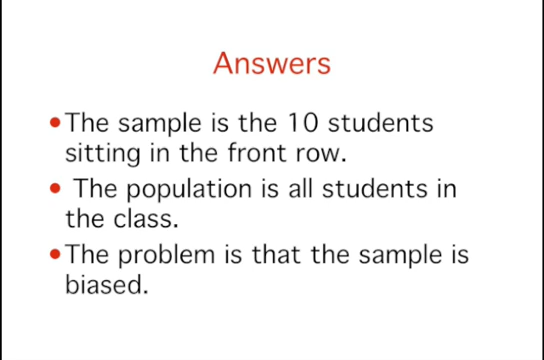 Answers
•The sample is the 10 students
sitting in the front row.
• The population is all students in
the class.
•The problem is that the sample is
biased.